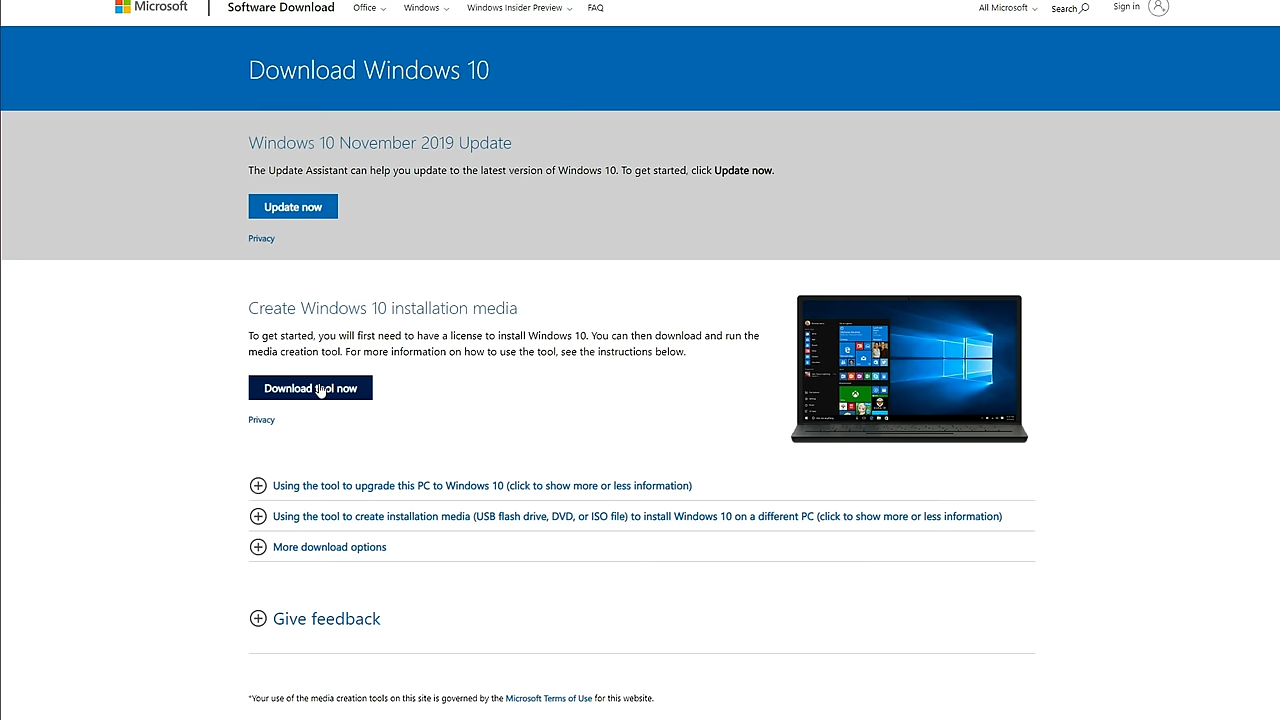 Microsoft | Software Download Office Windows Windows Insider Preview FAQ All Microsoft Search Sign in
Download Windows 10
Windows 10 November 2019 Update
The Update Assistant can help you update to the latest version of Windows 10. To get started, click Update now.
Update now
Privacy
Create Windows 10 installation media
To get started, you will first need to have a license to install Windows 10. You can then download and run the
media creation tool. For more information on how to use the tool, see the instructions below.
Download tool now
Privacy
Using the tool to upgrade this PC to Windows 10 (click to show more or less information)
Using the tool to create installation media (USB flash drive, DVD, or ISO file) to install Windows 10 on a different PC (click to show more or less information)
More download options
Give feedback
*Your use of the media creation tools on this site is governed by the Microsoft Terms of Use for this website.